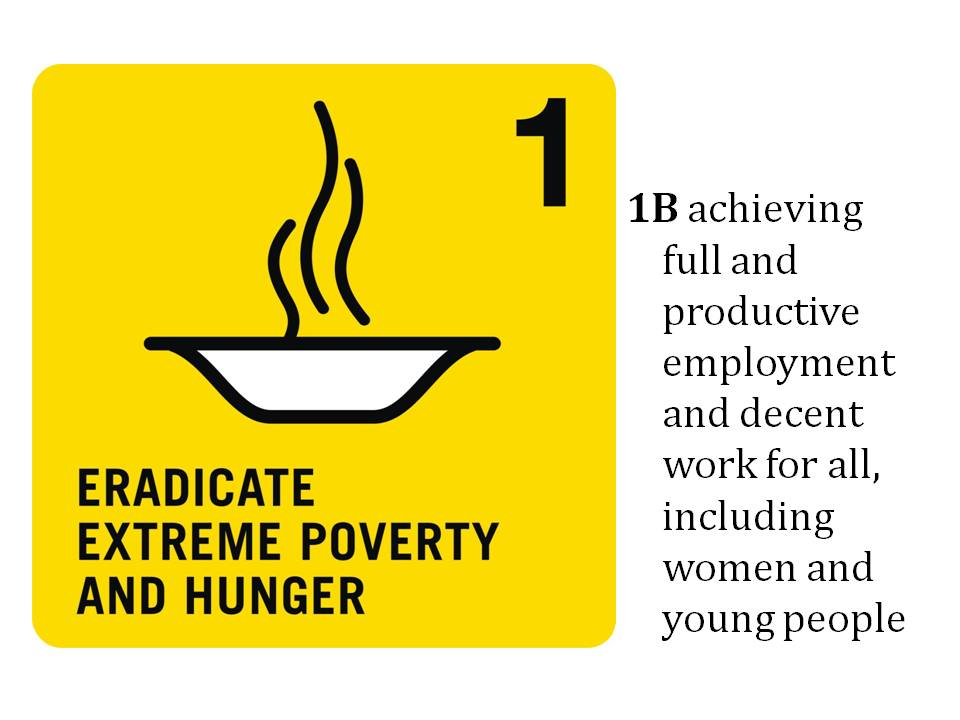 1
ERADICATE
EXTREME POVERTY
AND HUNGER
1B achieving
full and
productive
employment
and decent
work for all,
including
women and
young people